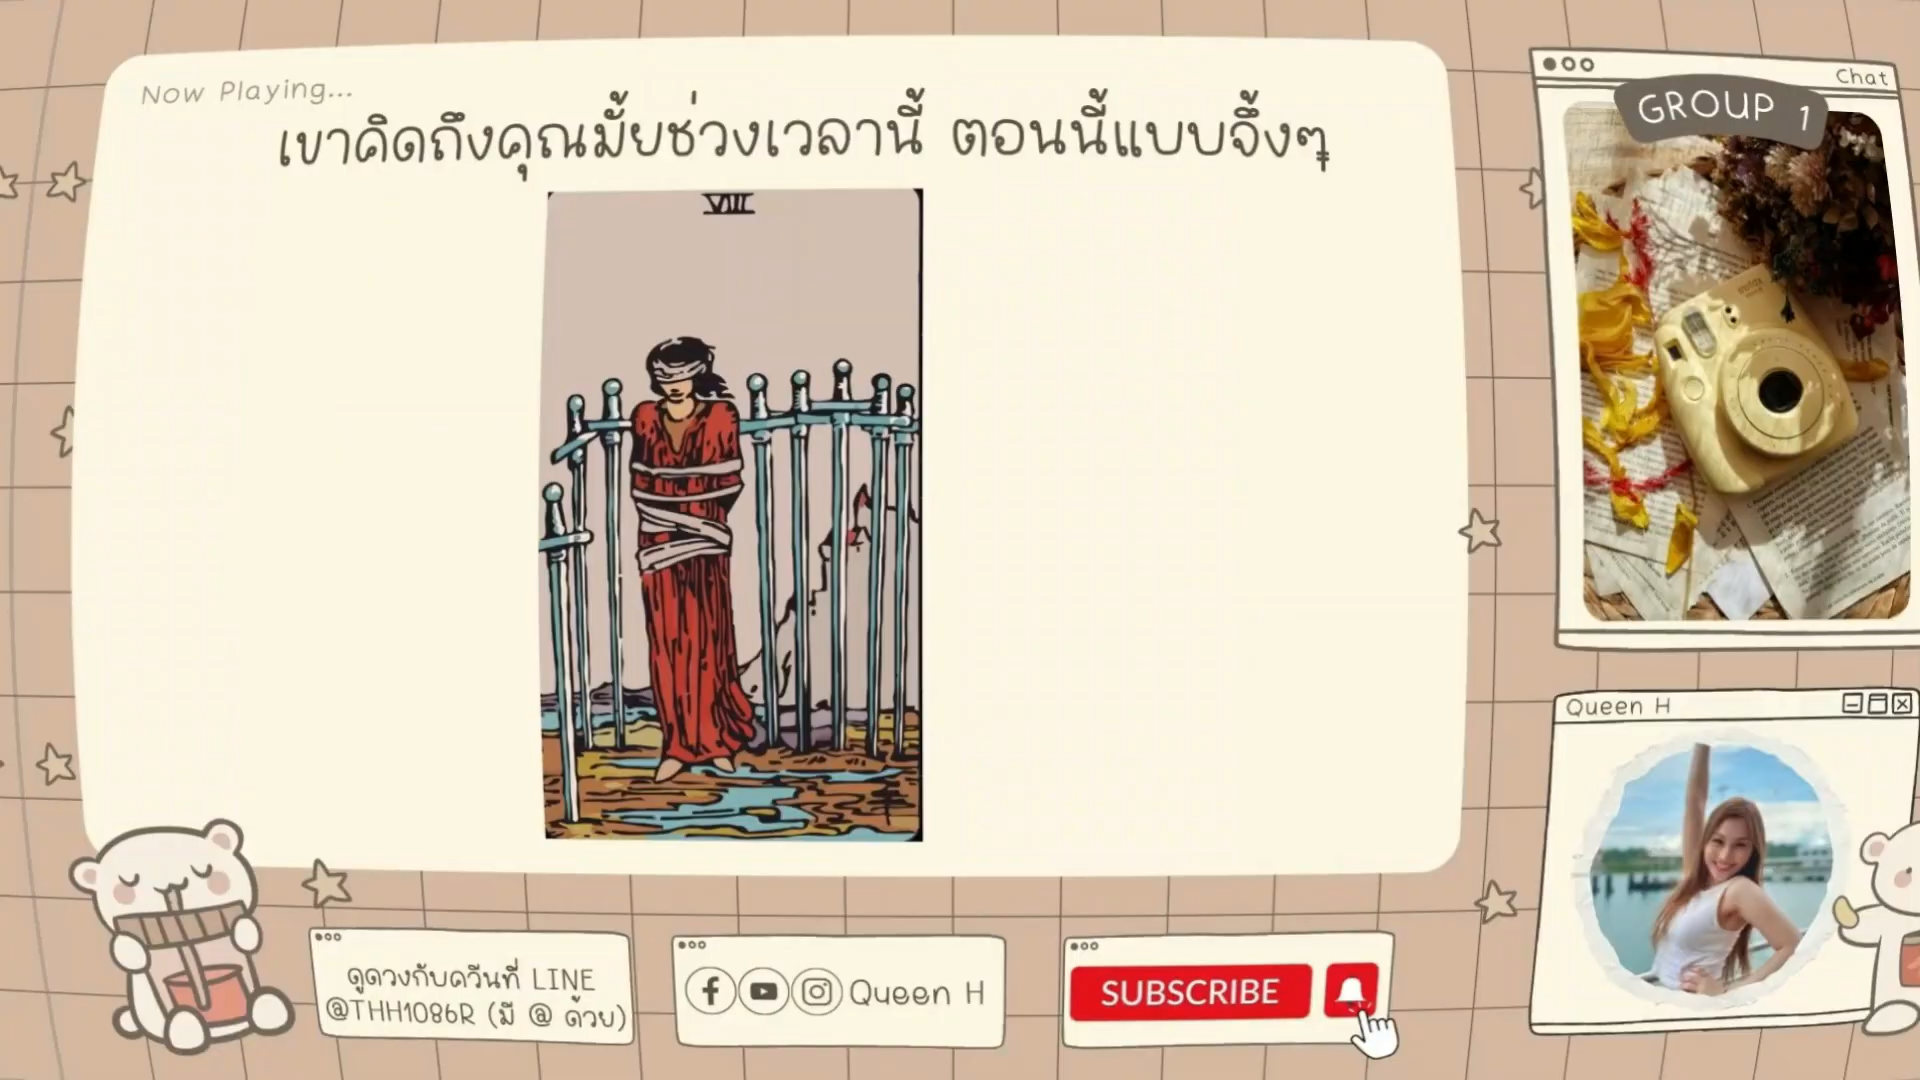 Now Playing...
เขาคิดถึงคุณมั้ยช่วงเวลานี้ ตอนนี้แบบจึ้งๆ
VIII
Chat
GROUP 1
Queen H
ดูดวงกับควีนที่ LINE
@THH1086R (มี @ ด้วย)
Queen H
SUBSCRIBE